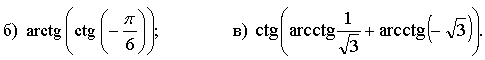 б) arctg(ctg(−π/6)); в) ctg(arcctg 1/√3 + arcctg(−√3)).